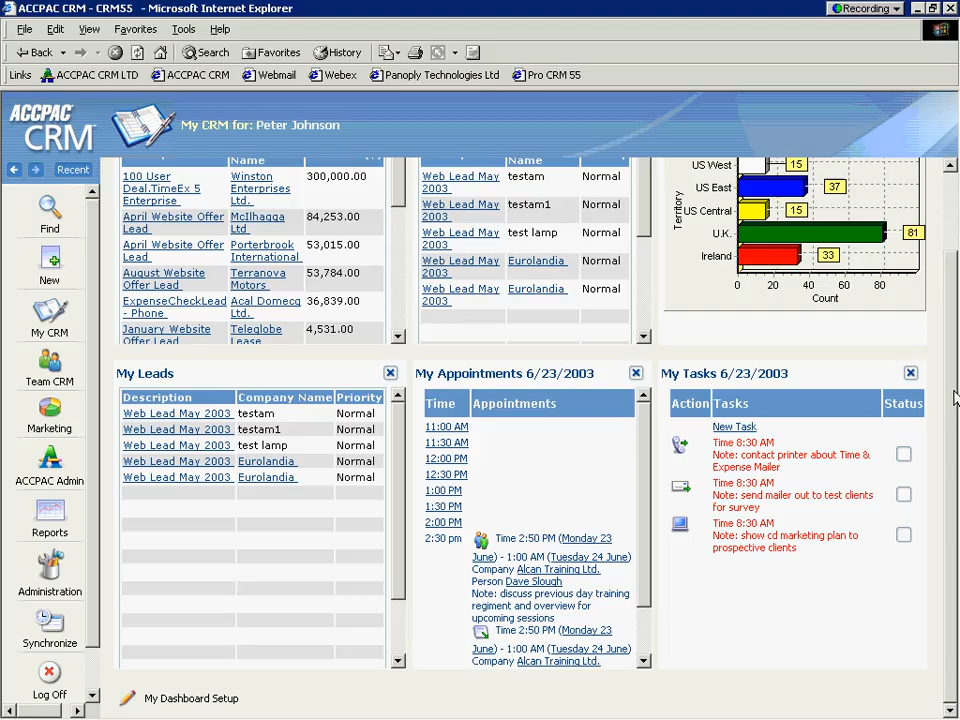 ACCPAC CRM - CRM55 - Microsoft Internet Explorer
Recording
File Edit View Favorites Tools Help
Back Search Favorites History
Links ACCPAC CRM LTD ACCPAC CRM Webmail Webex Panoply Technologies Ltd Pro CRM 55
ACCPAC
CRM
My CRM for: Peter Johnson
Recent
Find
New
My CRM
Team CRM
Marketing
ACCPAC Admin
Reports
Administration
Synchronize
Log Off
Name
100 User Winston 300,000.00
Deal.TimeEx 5 Enterprises
Enterprise Ltd
April Website Offer McIlhagga 84,253.00
Lead Ltd
April Website Offer Porterbrook 53,015.00
Lead International
August Website Terranova 53,784.00
Offer Lead Motors
ExpenseCheckLead Acal Domecq 36,839.00
- Phone Ltd.
January Website Teleglobe 4,531.00
Offer Lead Lease
Name
Web Lead May testam Normal
2003
Web Lead May testam1 Normal
2003
Web Lead May test lamp Normal
2003
Web Lead May Eurolandia Normal
2003
Web Lead May Eurolandia Normal
2003
Territory
US West 15
US East 37
US Central 15
U.K. 81
Ireland 33
0 20 40 60 80
Count
My Leads
Description Company Name Priority
Web Lead May 2003 testam Normal
Web Lead May 2003 testam1 Normal
Web Lead May 2003 test lamp Normal
Web Lead May 2003 Eurolandia Normal
Web Lead May 2003 Eurolandia Normal
My Appointments 6/23/2003
Time Appointments
11:00 AM
11:30 AM
12:00 PM
12:30 PM
1:00 PM
1:30 PM
2:00 PM
2:30 pm Time 2:50 PM (Monday 23
June) - 1:00 AM (Tuesday 24 June)
Company Alcan Training Ltd.
Person Dave Slough
Note: discuss previous day training
regiment and overview for
upcoming sessions
Time 2:50 PM (Monday 23
June) - 1:00 AM (Tuesday 24 June)
Company Alcan Training Ltd.
My Tasks 6/23/2003
Action Tasks Status
New Task
Time 8:30 AM
Note: contact printer about Time &
Expense Mailer
Time 8:30 AM
Note: send mailer out to test clients
for survey
Time 8:30 AM
Note: show cd marketing plan to
prospective clients
My Dashboard Setup